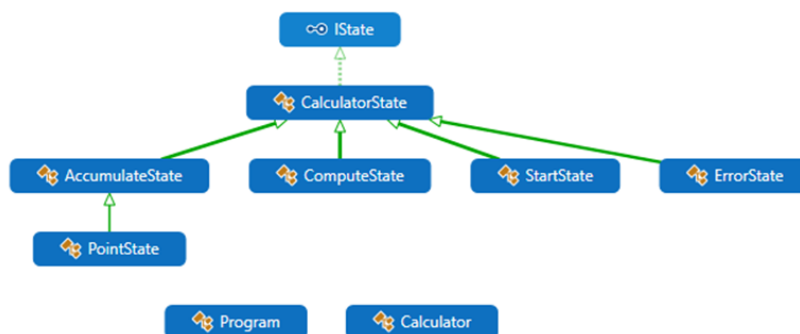 IState
CalculatorState
AccumulateState
ComputeState
StartState
ErrorState
PointState
Program
Calculator